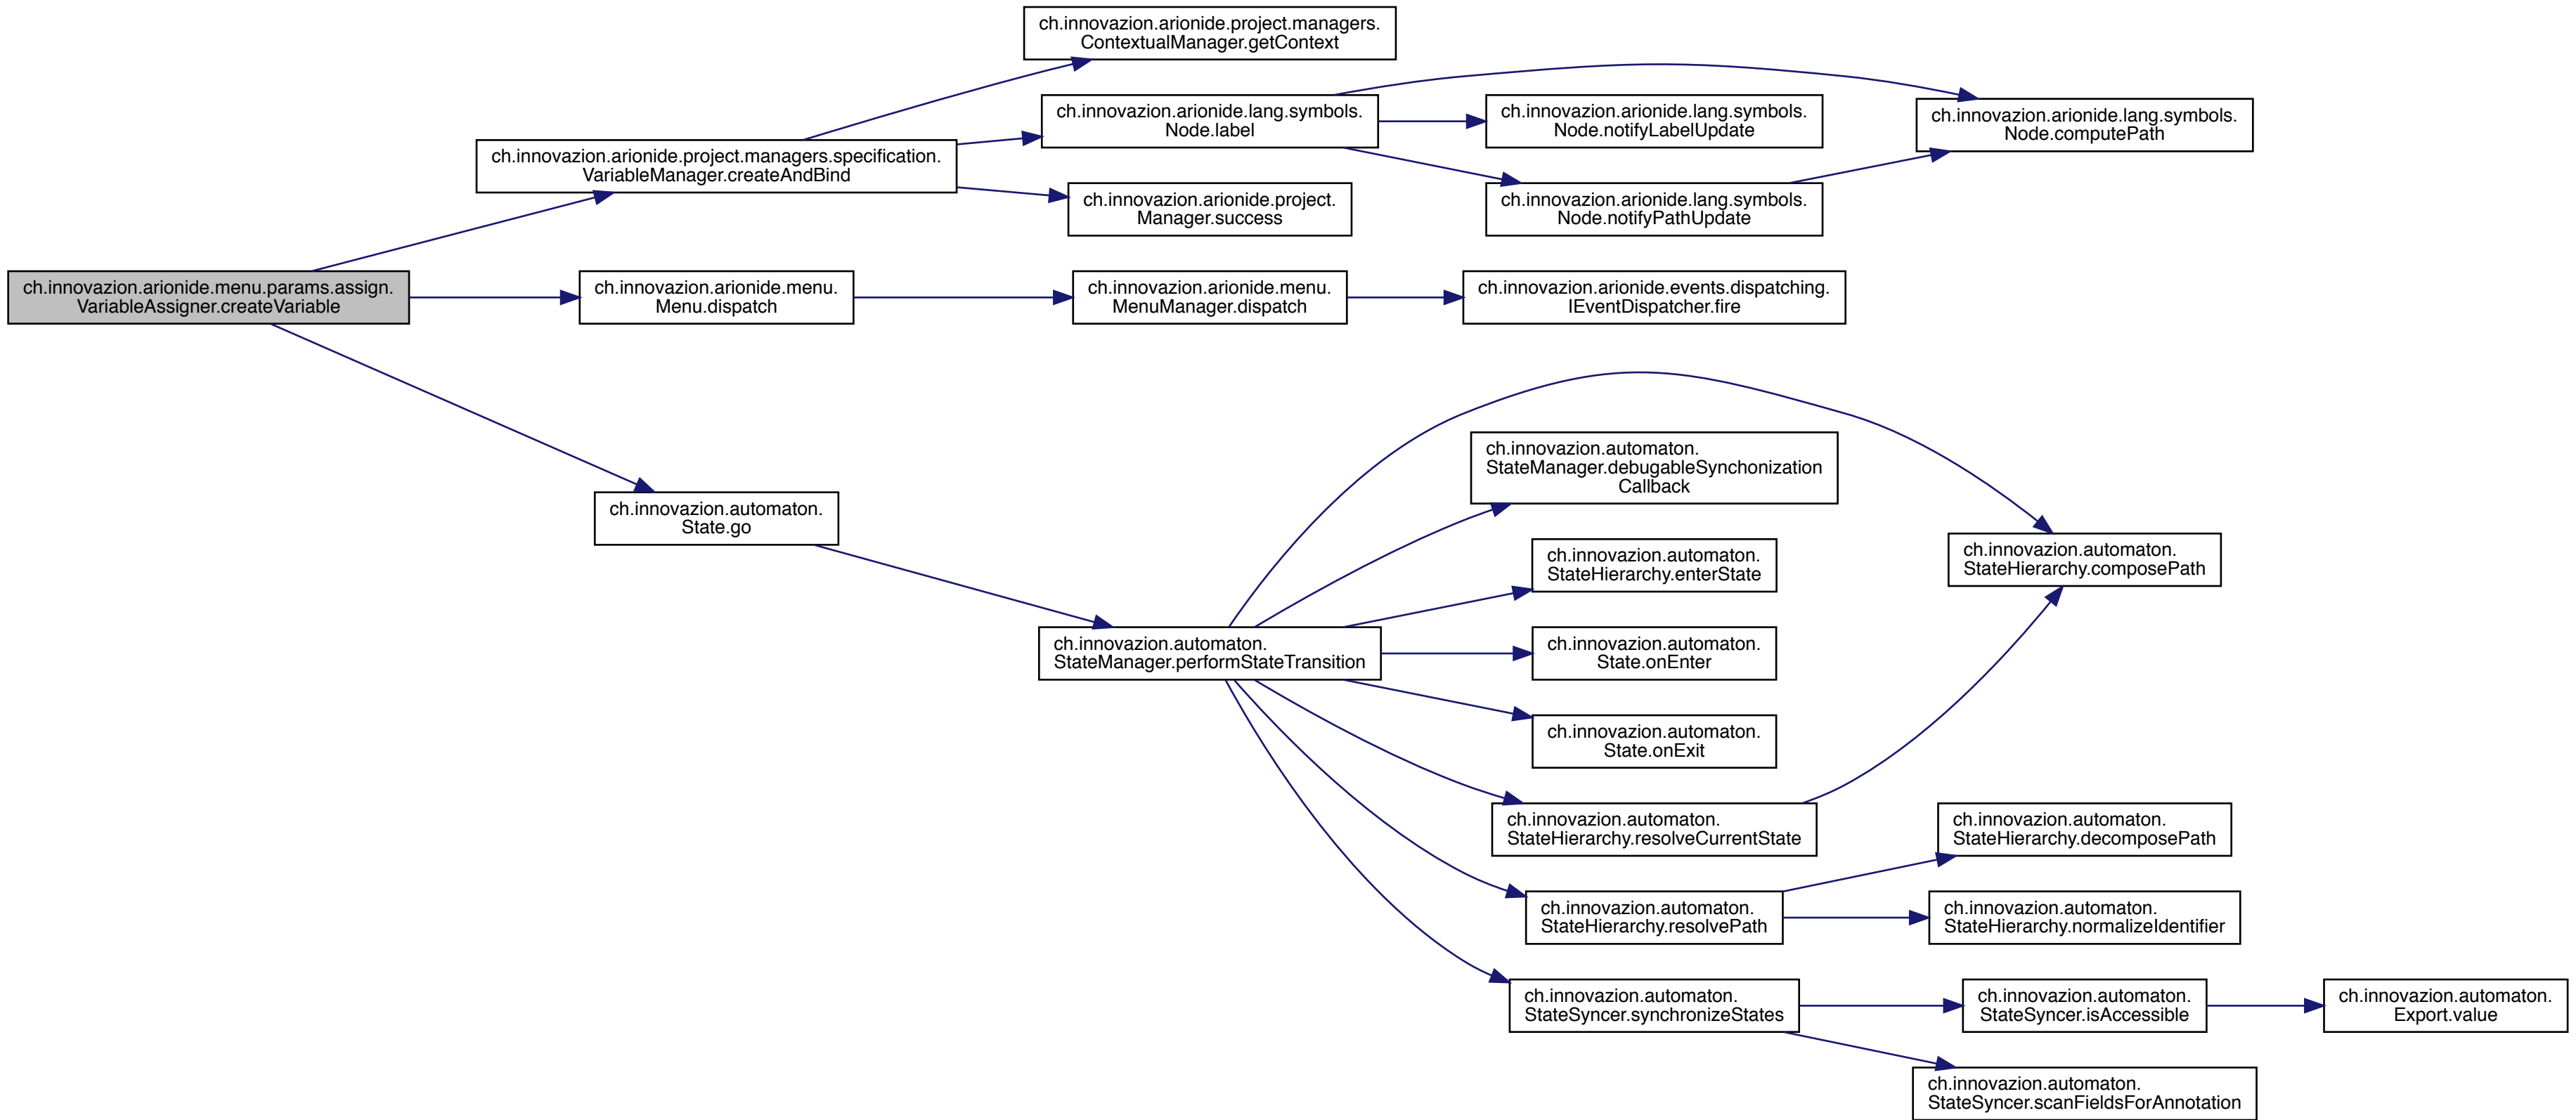 ch.innovazion.arionide.project.managers.
ContextualManager.getContext
ch.innovazion.arionide.lang.symbols.
Node.label
ch.innovazion.arionide.lang.symbols.
Node.notifyLabelUpdate
ch.innovazion.arionide.lang.symbols.
Node.computePath
ch.innovazion.arionide.project.managers.specification.
VariableManager.createAndBind
ch.innovazion.arionide.project.
Manager.success
ch.innovazion.arionide.lang.symbols.
Node.notifyPathUpdate
ch.innovazion.arionide.menu.params.assign.
VariableAssigner.createVariable
ch.innovazion.arionide.menu.
Menu.dispatch
ch.innovazion.arionide.menu.
MenuManager.dispatch
ch.innovazion.arionide.events.dispatching.
IEventDispatcher.fire
ch.innovazion.automaton.
StateManager.debugableSynchonization
Callback
ch.innovazion.automaton.
State.go
ch.innovazion.automaton.
StateHierarchy.enterState
ch.innovazion.automaton.
StateHierarchy.composePath
ch.innovazion.automaton.
StateManager.performStateTransition
ch.innovazion.automaton.
State.onEnter
ch.innovazion.automaton.
State.onExit
ch.innovazion.automaton.
StateHierarchy.resolveCurrentState
ch.innovazion.automaton.
StateHierarchy.decomposePath
ch.innovazion.automaton.
StateHierarchy.resolvePath
ch.innovazion.automaton.
StateHierarchy.normalizeIdentifier
ch.innovazion.automaton.
StateSyncer.synchronizeStates
ch.innovazion.automaton.
StateSyncer.isAccessible
ch.innovazion.automaton.
Export.value
ch.innovazion.automaton.
StateSyncer.scanFieldsForAnnotation